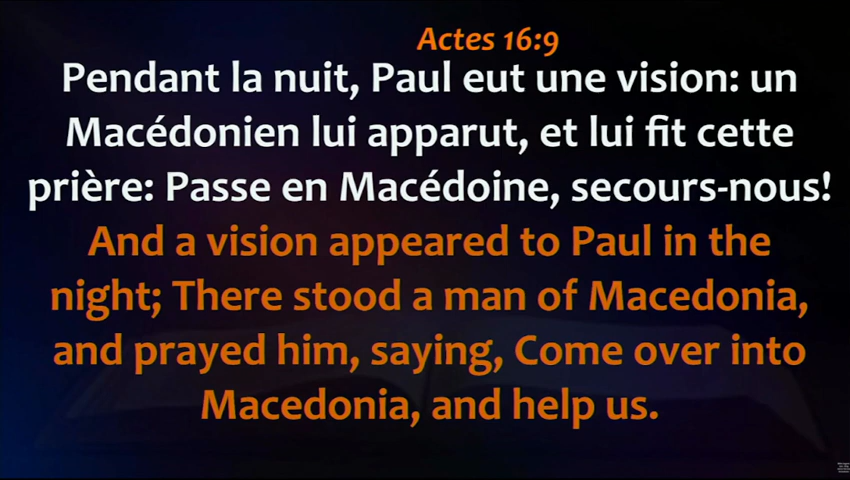 Actes 16:9
Pendant la nuit, Paul eut une vision: un
Macédonien lui apparut, et lui fit cette
prière: Passe en Macédoine, secours-nous!
And a vision appeared to Paul in the
night; There stood a man of Macedonia,
and prayed him, saying, Come over into
Macedonia, and help us.